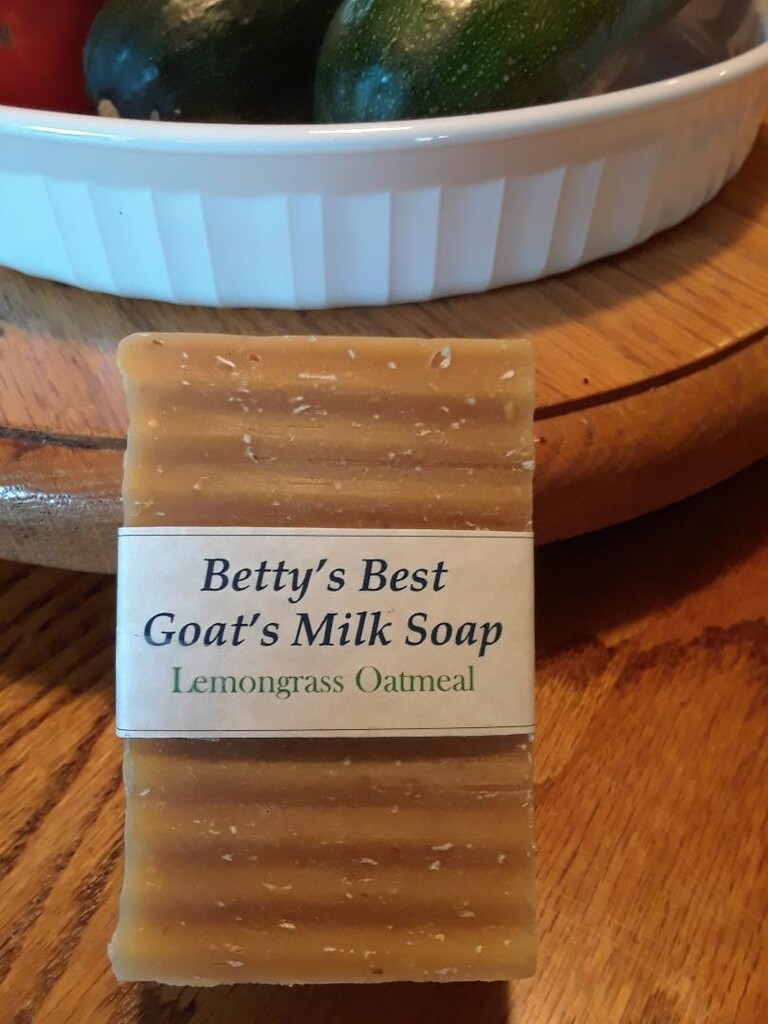 Betty's Best
Goat's Milk Soap
Lemongrass Oatmeal